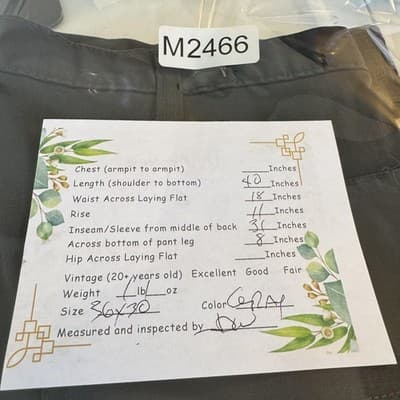 M2466
Chest (armpit to armpit) ____Inches
Length (shoulder to bottom) 40 Inches
Waist Across Laying Flat 18 Inches
Rise 11 Inches
Inseam/Sleeve from middle of back 31 Inches
Across bottom of pant leg 8 Inches
Hip Across Laying Flat ____Inches
Vintage (20+years old) Excellent Good Fair
Weight 1 lb 1 oz
Size 36x30 Color Gray
Measured and inspected by